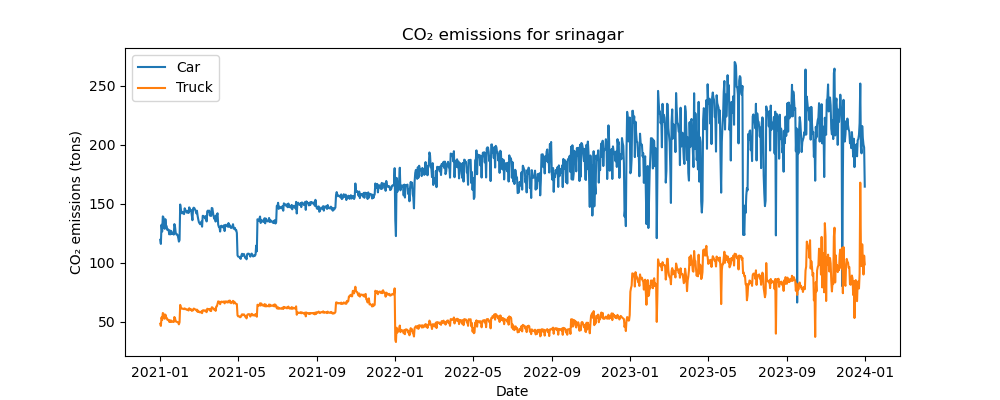 CO₂ emissions for srinagar
Car
Truck
CO₂ emissions (tons)
250
200
150
100
50
2021-01 2021-05 2021-09 2022-01 2022-05 2022-09 2023-01 2023-05 2023-09 2024-01
Date